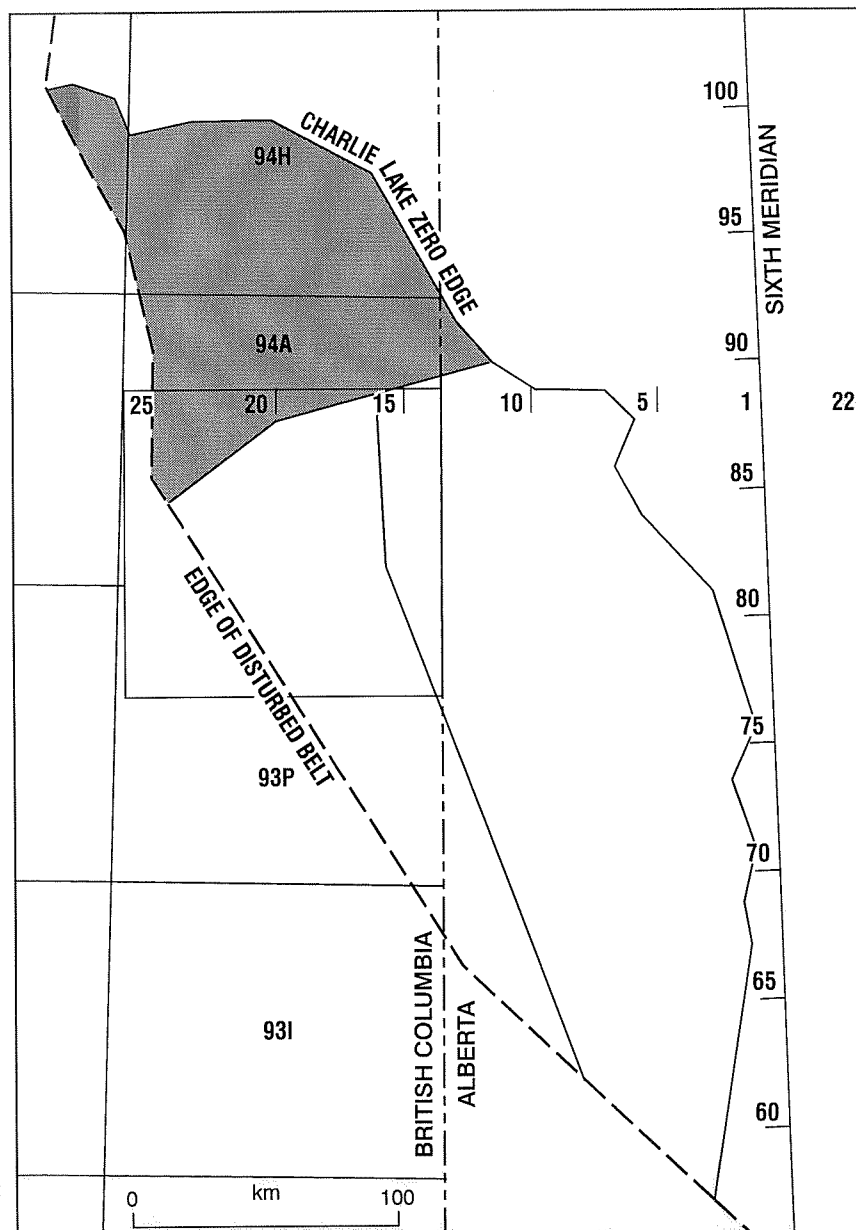 100
CHARLIE LAKE ZERO EDGE
94H
95
SIXTH MERIDIAN
94A
90
25
20
15
10
5
1
22
85
80
EDGE OF DISTURBED BELT
75
93P
70
65
BRITISH COLUMBIA
ALBERTA
93I
60
0
km
100